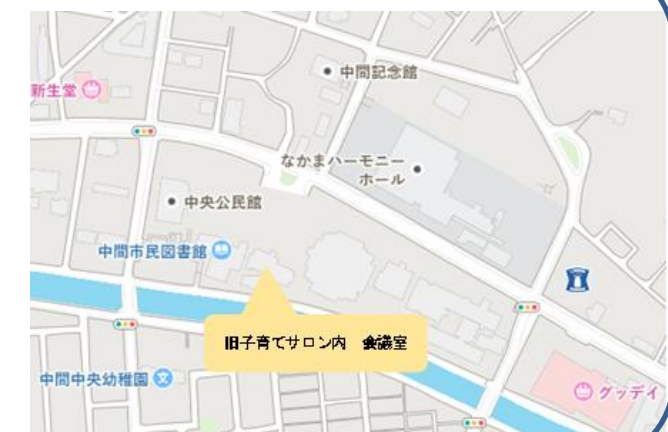 中間記念館
新生堂
なかまハーモニー
ホール
中央公民館
中間市民図書館
旧子育てサロン内　会議室
中間中央幼稚園
文
グッデイ